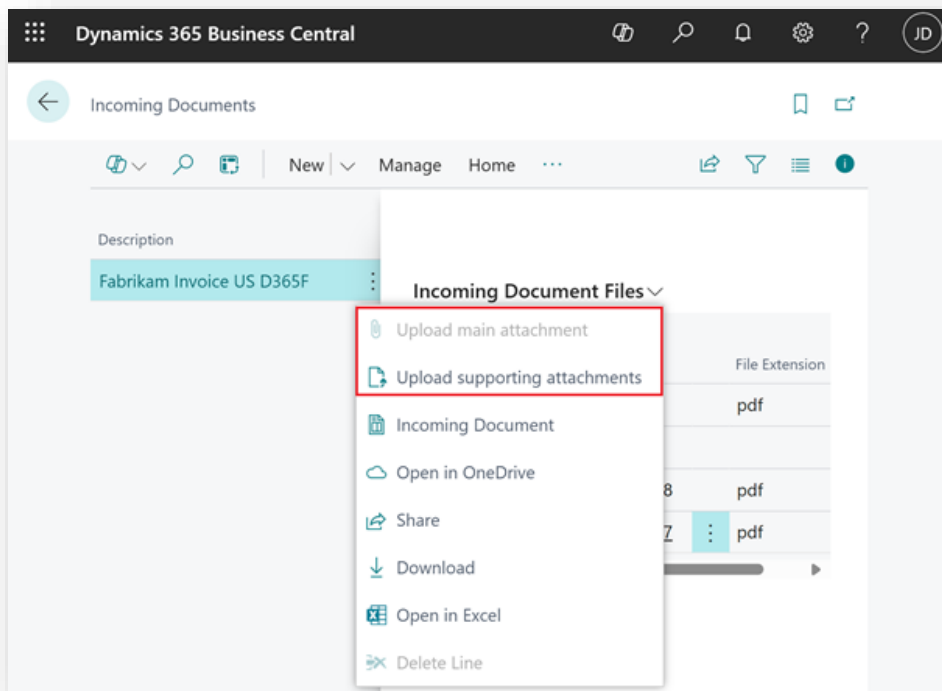 Dynamics 365 Business Central
JD
Incoming Documents
New
Manage
Home
Description
Fabrikam Invoice US D365F
Incoming Document Files
Upload main attachment
Upload supporting attachments
File Extension
pdf
Incoming Document
Open in OneDrive
8 pdf
Share
7 pdf
Download
Open in Excel
Delete Line